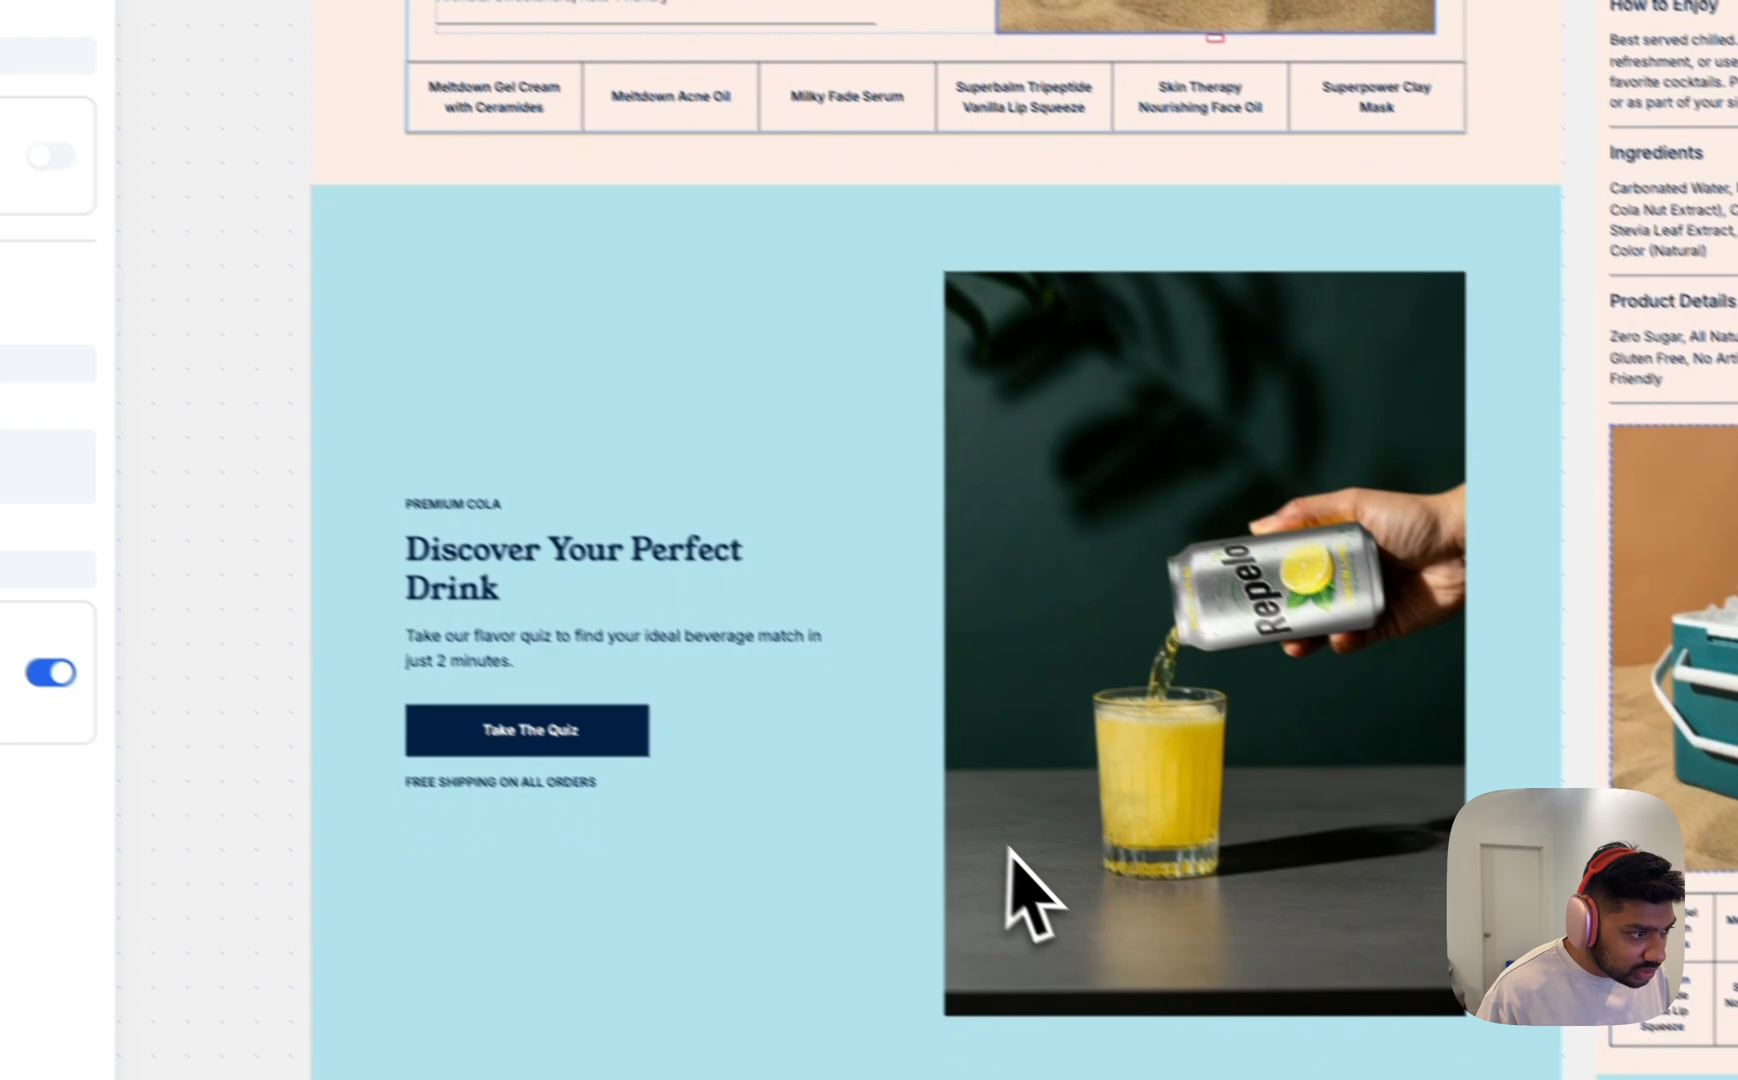 Meltdown Gel Cream
with Ceramides
Meltdown Acne Oil
Milky Fade Serum
Superbalm Tripeptide
Vanilla Lip Squeeze
Skin Therapy
Nourishing Face Oil
Superpower Clay
Mask
PREMIUM COLA
Discover Your Perfect
Drink
Take our flavor quiz to find your ideal beverage match in
just 2 minutes.
Take The Quiz
FREE SHIPPING ON ALL ORDERS
Repelo
How to Enjoy
Best served chilled.
refreshment, or use
favorite cocktails.
or as part of your
Ingredients
Carbonated Water,
Cola Nut Extract),
Stevia Leaf Extract,
Color (Natural)
Product Details
Zero Sugar, All
Gluten Free, No
Friendly
Lip
Squeeze